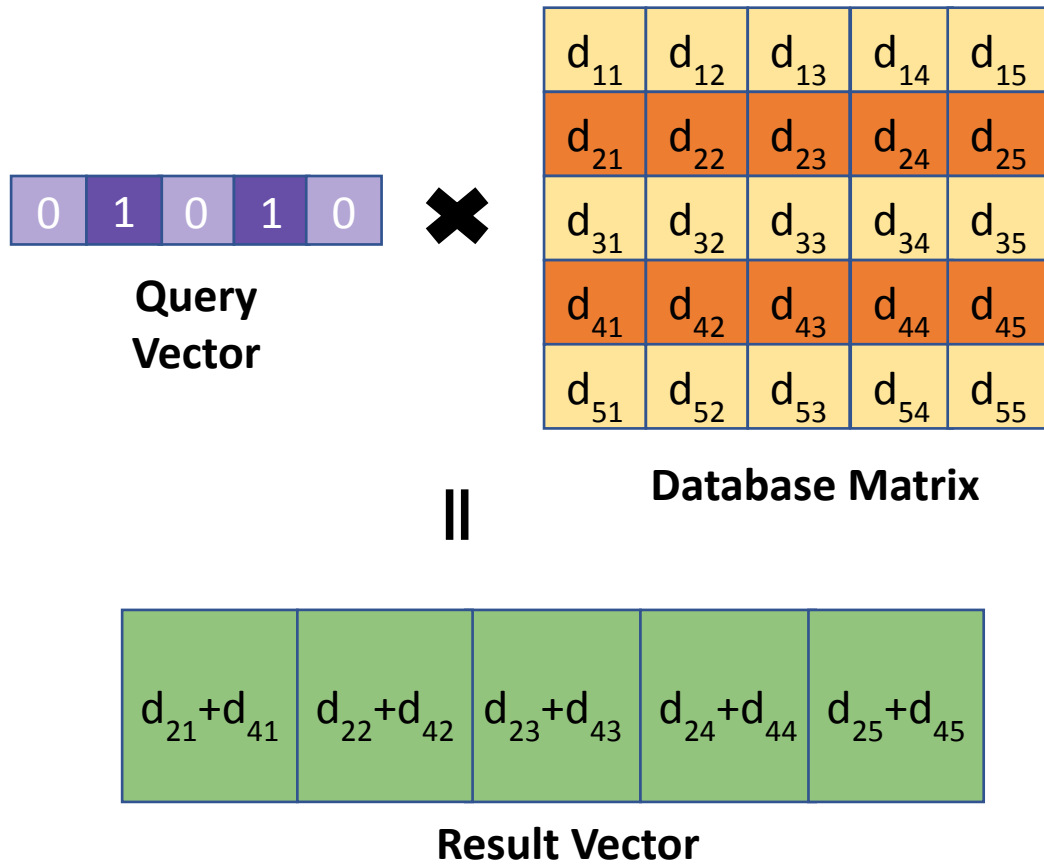 d₁₁ d₁₂ d₁₃ d₁₄ d₁₅
d₂₁ d₂₂ d₂₃ d₂₄ d₂₅
0 1 0 1 0 ✖ d₃₁ d₃₂ d₃₃ d₃₄ d₃₅
Query
Vector
d₄₁ d₄₂ d₄₃ d₄₄ d₄₅
d₅₁ d₅₂ d₅₃ d₅₄ d₅₅
Database Matrix
=
d₂₁+d₄₁ d₂₂+d₄₂ d₂₃+d₄₃ d₂₄+d₄₄ d₂₅+d₄₅
Result Vector